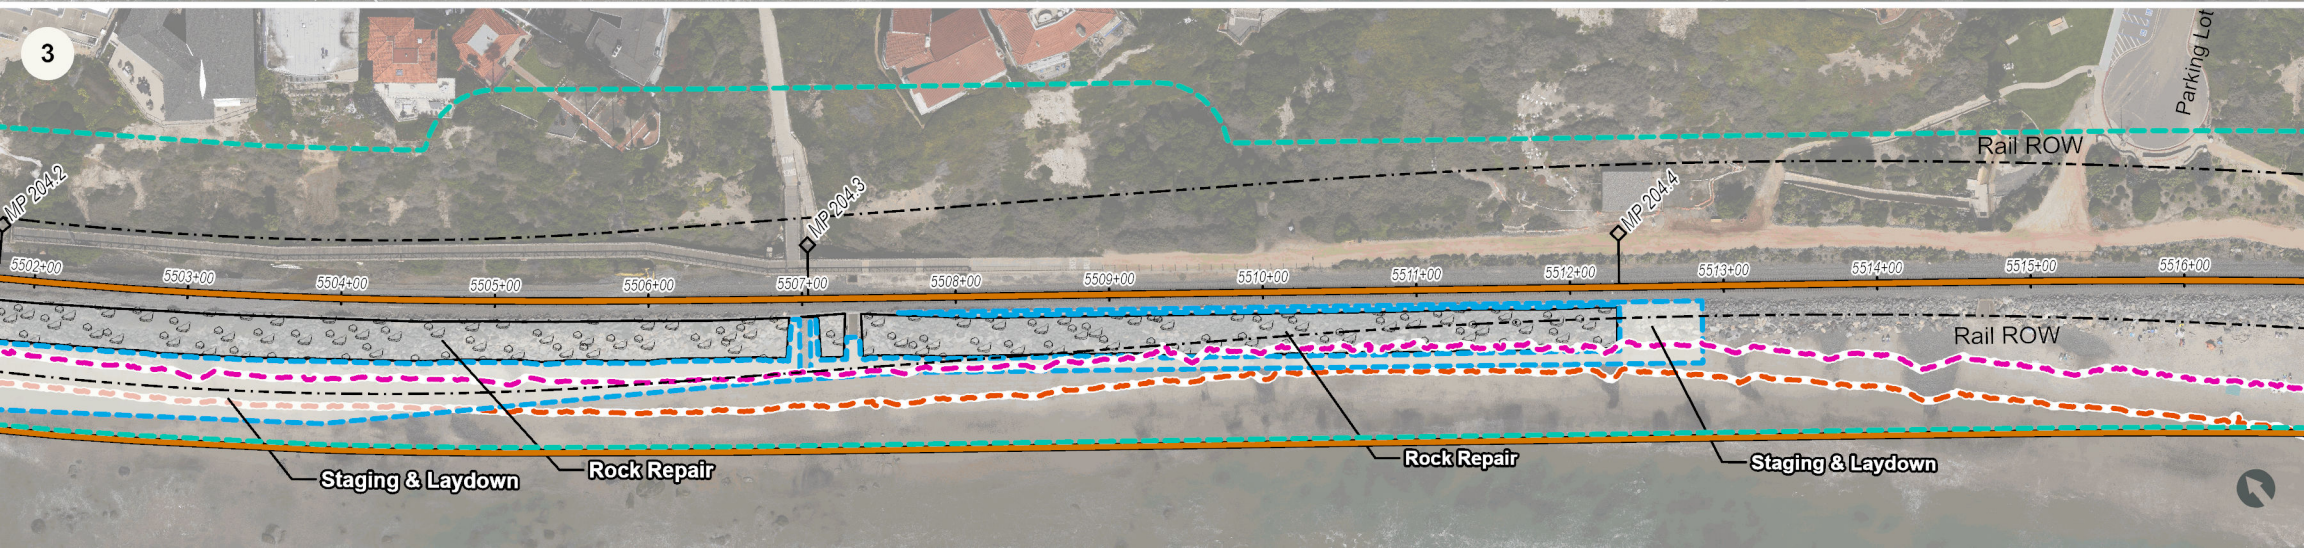 3
Parking Lot
Rail ROW
MP 204.2
MP 204.3
MP 204.4
5502+00
5503+00
5504+00
5505+00
5506+00
5507+00
5508+00
5509+00
5510+00
5511+00
5512+00
5513+00
5514+00
5515+00
5516+00
Rail ROW
Staging & Laydown
Rock Repair
Rock Repair
Staging & Laydown